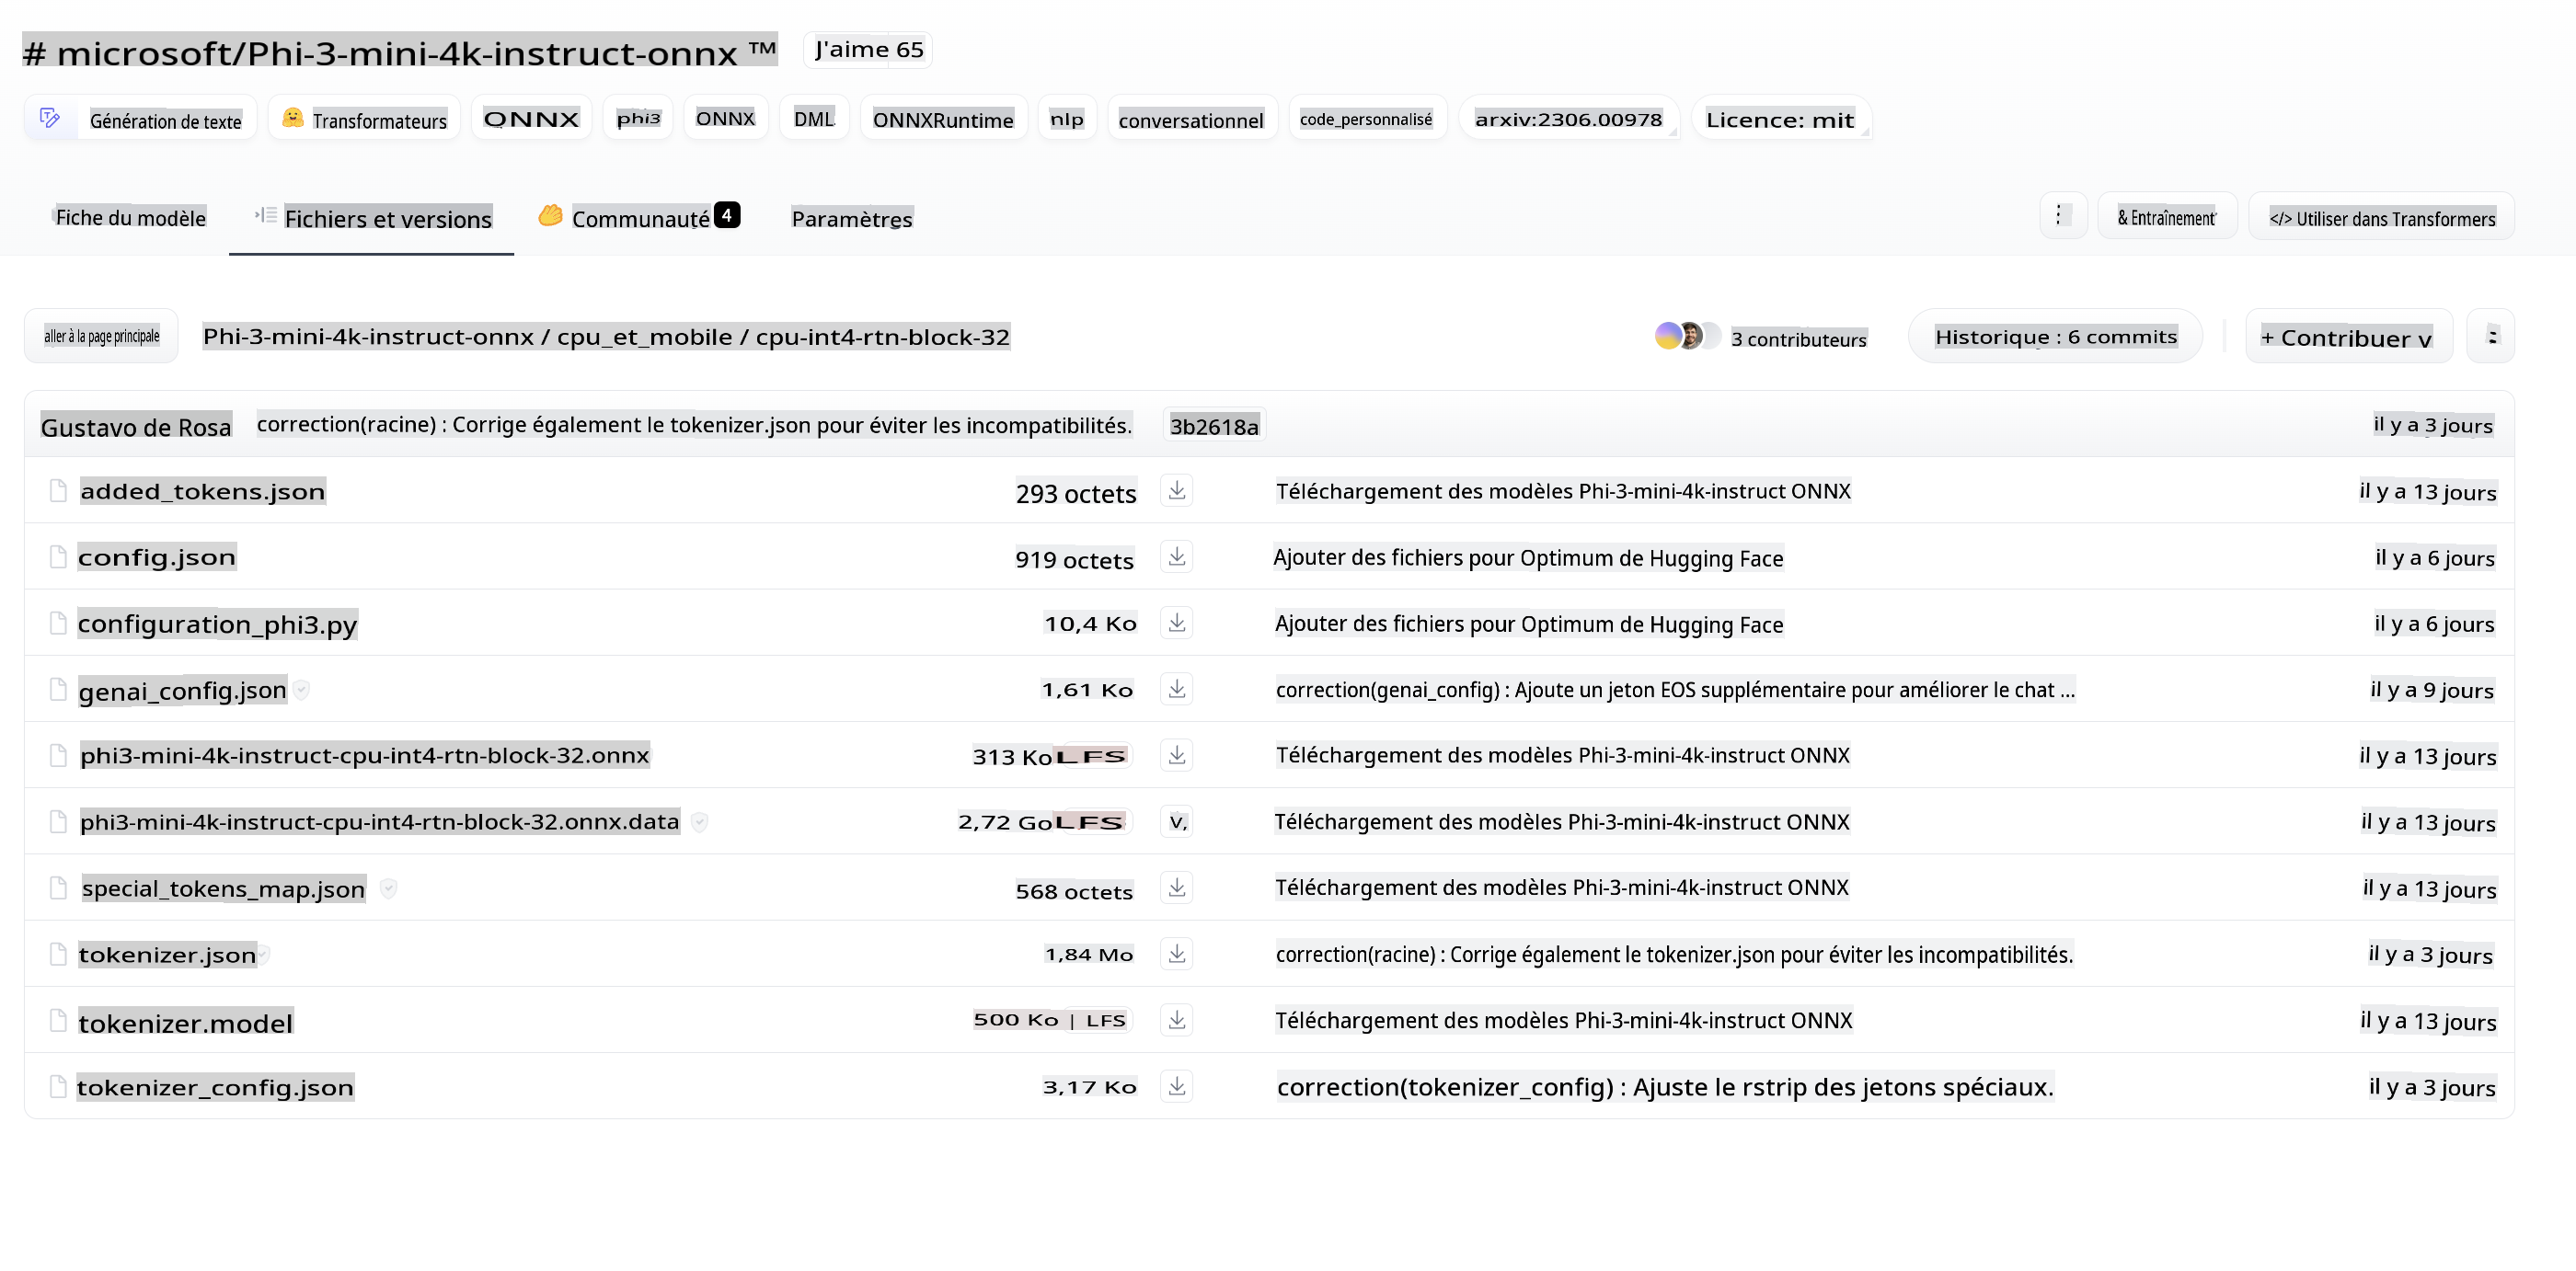 # microsoft/Phi-3-mini-4k-instruct-onnx ™ J'aime 65
Génération de texte Transformateurs ONNX phi3 ONNX DML ONNXRuntime nlp conversationnel code_personnalisé arxiv:2306.00978 Licence: mit
Fiche du modèle Fichiers et versions Communauté 4 Paramètres ⋮ & Entraînement </> Utiliser dans Transformers
aller à la page principale Phi-3-mini-4k-instruct-onnx / cpu_et_mobile / cpu-int4-rtn-block-32 3 contributeurs Historique : 6 commits + Contribuer v :
Gustavo de Rosa correction(racine) : Corrige également le tokenizer.json pour éviter les incompatibilités. 3b2618a il y a 3 jours
added_tokens.json 293 octets Téléchargement des modèles Phi-3-mini-4k-instruct ONNX il y a 13 jours
config.json 919 octets Ajouter des fichiers pour Optimum de Hugging Face il y a 6 jours
configuration_phi3.py 10,4 Ko Ajouter des fichiers pour Optimum de Hugging Face il y a 6 jours
genai_config.json 1,61 Ko correction(genai_config) : Ajoute un jeton EOS supplémentaire pour améliorer le chat ... il y a 9 jours
phi3-mini-4k-instruct-cpu-int4-rtn-block-32.onnx 313 Ko LFS Téléchargement des modèles Phi-3-mini-4k-instruct ONNX il y a 13 jours
phi3-mini-4k-instruct-cpu-int4-rtn-block-32.onnx.data 2,72 Go LFS V, Téléchargement des modèles Phi-3-mini-4k-instruct ONNX il y a 13 jours
special_tokens_map.json 568 octets Téléchargement des modèles Phi-3-mini-4k-instruct ONNX il y a 13 jours
tokenizer.json 1,84 Mo correction(racine) : Corrige également le tokenizer.json pour éviter les incompatibilités. il y a 3 jours
tokenizer.model 500 Ko | LFS Téléchargement des modèles Phi-3-mini-4k-instruct ONNX il y a 13 jours
tokenizer_config.json 3,17 Ko correction(tokenizer_config) : Ajuste le rstrip des jetons spéciaux. il y a 3 jours